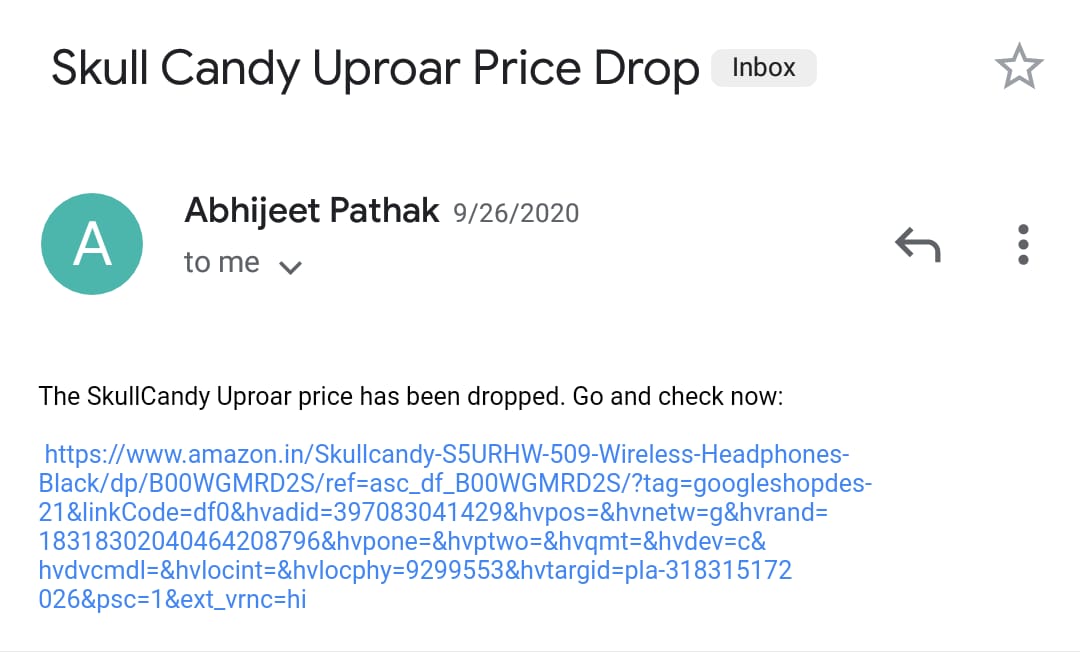 Skull Candy Uproar Price Drop Inbox
A
Abhijeet Pathak 9/26/2020
to me
The SkullCandy Uproar price has been dropped. Go and check now:
https://www.amazon.in/Skullcandy-S5URHW-509-Wireless-Headphones-
Black/dp/B00WGMRD2S/ref=asc_df_B00WGMRD2S/?tag=googleshopdes-
21&linkCode=df0&hvadid=397083041429&hvpos=&hvnetw=g&hvrand=
18318302040464208796&hvpone=&hvptwo=&hvqmt=&hvdev=c&
hvdvcmdl=&hvlocint=&hvlocphy=9299553&hvtargid=pla-318315172
026&psc=1&ext_vrnc=hi